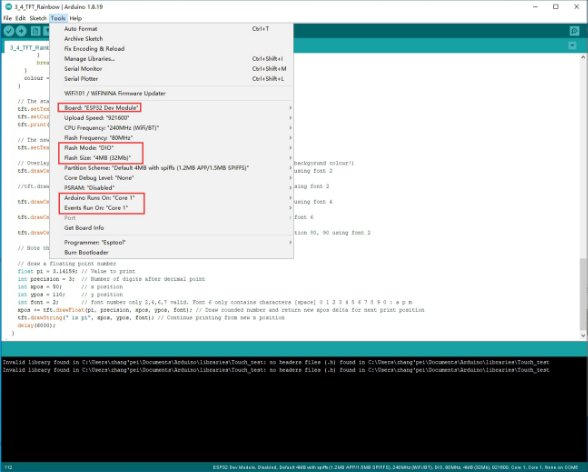 3_4_TFT_Rainbow | Arduino 1.8.19
File Edit Sketch Tools Help
Auto Format Ctrl+T
Archive Sketch
Fix Encoding & Reload
Manage Libraries... Ctrl+Shift+I
Serial Monitor Ctrl+Shift+M
Serial Plotter Ctrl+Shift+L
WiFi101 / WiFiNINA Firmware Updater
Board: "ESP32 Dev Module"
Upload Speed: "921600"
CPU Frequency: "240MHz (WiFi/BT)"
Flash Frequency: "80MHz"
Flash Mode: "DIO"
Flash Size: "4MB (32Mb)"
Partition Scheme: "Default 4MB with spiffs (1.2MB APP/1.5MB SPIFFS)"
Core Debug Level: "None"
PSRAM: "Disabled"
Arduino Runs On: "Core 1"
Events Run On: "Core 1"
Port
Get Board Info
Programmer: "Esptool"
Burn Bootloader
3_4_TFT_Rainb
}
brea
}
colour =
}
// The sta
tft.setTe
tft.setCu
tft.print
// The new
tft.setTe
// Overlay background colour!)
tft.drawCe using font 2
//tft.draw sing font 2
tft.drawCe sing font 4
tft.drawCe font 6
tft.drawCe tion 90, 90 using font 2
// Note th
// draw a floating point number
float pi = 3.14159; // Value to print
int precision = 3; // Number of digits after decimal point
int xpos = 50; // x position
int ypos = 110; // y position
int font = 2; // font number only 2,4,6,7 valid. Font 6 only contains characters [space] 0 1 2 3 4 5 6 7 8 9 0 : a p m
xpos += tft.drawFloat(pi, precision, xpos, ypos, font); // Draw rounded number and return new xpos delta for next print position
tft.drawString(" is pi", xpos, ypos, font); // Continue printing from new x position
delay(8000);
}
Invalid library found in C:\Users\zhang'pei\Documents\Arduino\libraries\Touch_test: no headers files (.h) found in C:\Users\zhang'pei\Documents\Arduino\libraries\Touch_test
Invalid library found in C:\Users\zhang'pei\Documents\Arduino\libraries\Touch_test: no headers files (.h) found in C:\Users\zhang'pei\Documents\Arduino\libraries\Touch_test
112 ESP32 Dev Module, Disabled, Default 4MB with spiffs (1.2MB APP/1.5MB SPIFFS), 240MHz (WiFi/BT), DIO, 80MHz, 4MB (32Mb), 921600, Core 1, Core 1, None on COM8